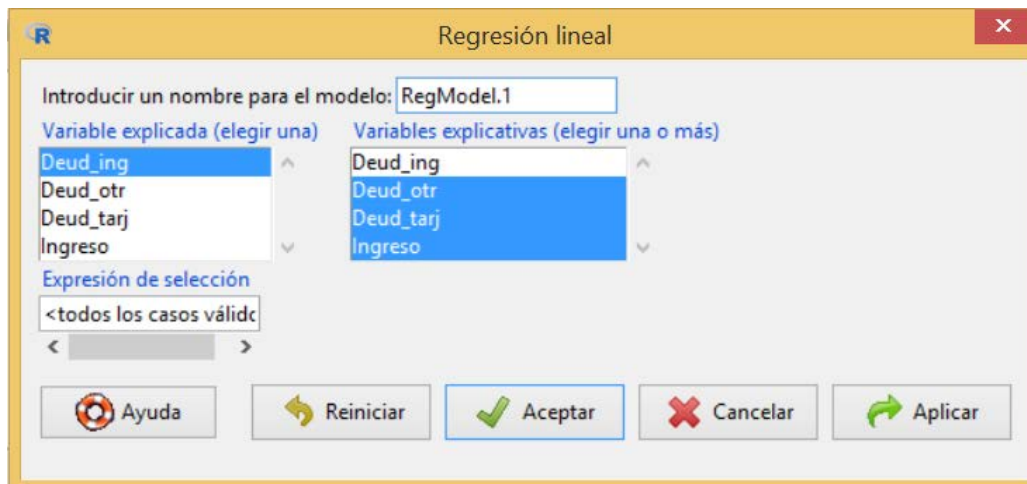 R
Regresión lineal
x
Introducir un nombre para el modelo: RegModel.1
Variable explicada (elegir una)
Deud_ing
Deud_otr
Deud_tarj
Ingreso
Variables explicativas (elegir una o más)
Deud_ing
Deud_otr
Deud_tarj
Ingreso
Expresión de selección
<todos los casos válidc
Ayuda
Reiniciar
Aceptar
Cancelar
Aplicar